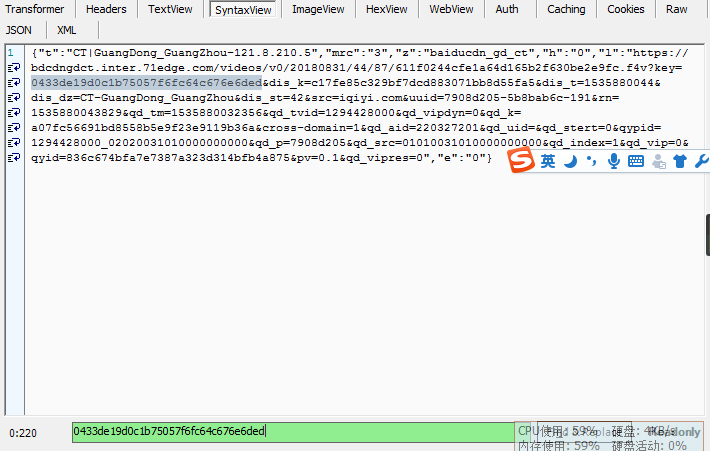 Transformer Headers TextView SyntaxView ImageView HexView WebView Auth Caching Cookies Raw
JSON XML
1 {"t":"CT|GuangDong_GuangZhou-121.8.210.5","mrc":"3","z":"baiducdn_gd_ct","h":"0","l":"https://
bdcdngdct.inter.71edge.com/videos/v0/20180831/44/87/611f0244cfe1a64d165b2f630be2e9fc.f4v?key=
0433de19d0c1b75057f6fc64c676e6ded&dis_k=c17fe85c329bf7dcd883071bb8d55fa5&dis_t=1535880044&
dis_dz=CT-GuangDong_GuangZhou&dis_st=42&src=iqiyi.com&uuid=7908d205-5b8bab6c-191&rn=
1535880043829&qd_tm=1535880032356&qd_tvid=1294428000&qd_vipdyn=0&qd_k=
a07fc56691bd8558b5e9f23e9119b36a&cross-domain=1&qd_aid=220327201&qd_uid=&qd_start=0&qypid=
1294428000_02020031010000000000&qd_p=7908d205&qd_src=01010031010000000000&qd_index=1&qd_vip=0&
qyid=836c674bfa7e7387a323d314bfb4a875&pv=0.1&qd_vipres=0","e":"0"}
S 英
0:220 0433de19d0c1b75057f6fc64c676e6ded
CPU使用: 59% 硬盘: 4KB/s
Readonly
内存使用: 59% 硬盘活动: 0%